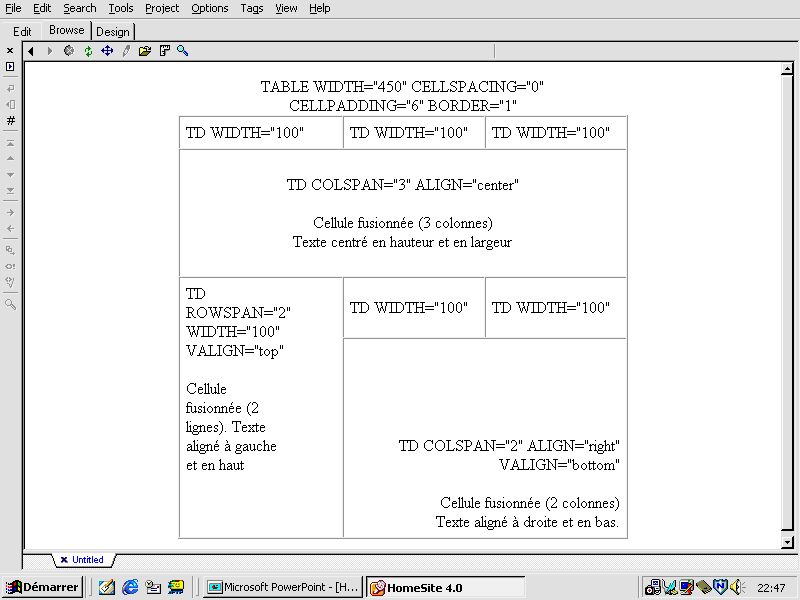 File Edit Search Tools Project Options Tags View Help
Edit Browse Design
TABLE WIDTH="450" CELLSPACING="0"
CELLPADDING="6" BORDER="1"
TD WIDTH="100" TD WIDTH="100" TD WIDTH="100"
TD COLSPAN="3" ALIGN="center"
Cellule fusionnée (3 colonnes)
Texte centré en hauteur et en largeur
TD
ROWSPAN="2"
WIDTH="100"
VALIGN="top"
Cellule
fusionnée (2
lignes). Texte
aligné à gauche
et en haut
TD WIDTH="100" TD WIDTH="100"
TD COLSPAN="2" ALIGN="right"
VALIGN="bottom"
Cellule fusionnée (2 colonnes)
Texte aligné à droite et en bas.
Untitled
Démarrer Microsoft PowerPoint - [H... HomeSite 4.0 22:47